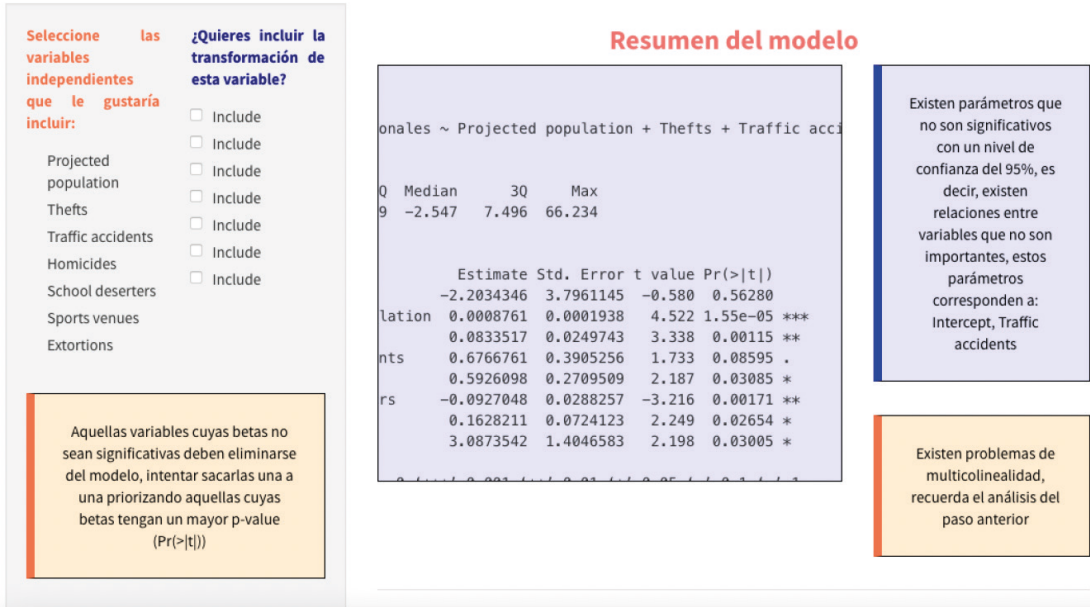 Seleccione las
variables
independientes
que le gustaría
incluir:
Projected
population
Thefts
Traffic accidents
Homicides
School deserters
Sports venues
Extortions
¿Quieres incluir la
transformación de
esta variable?
Include
Include
Include
Include
Include
Include
Include
Aquellas variables cuyas betas no
sean significativas deben eliminarse
del modelo, intentar sacarlas una a
una priorizando aquellas cuyas
betas tengan un mayor p-value
(Pr(>|t|))
Resumen del modelo
onales ~ Projected population + Thefts + Traffic acci
Q Median 3Q Max
9 -2.547 7.496 66.234
Estimate Std. Error t value Pr(>|t|)
-2.2034346 3.7961145 -0.580 0.56280
lation 0.0008761 0.0001938 4.522 1.55e-05 ***
0.0833517 0.0249743 3.338 0.00115 **
nts 0.6766761 0.3905256 1.733 0.08595 .
0.5926098 0.2709509 2.187 0.03085 *
rs -0.0927048 0.0288257 -3.216 0.00171 **
0.1628211 0.0724123 2.249 0.02654 *
3.0873542 1.4046583 2.198 0.03005 *
Existen parámetros que
no son significativos
con un nivel de
confianza del 95%, es
decir, existen
relaciones entre
variables que no son
importantes, estos
parámetros
corresponden a:
Intercept, Traffic
accidents
Existen problemas de
multicolinealidad,
recuerda el análisis del
paso anterior